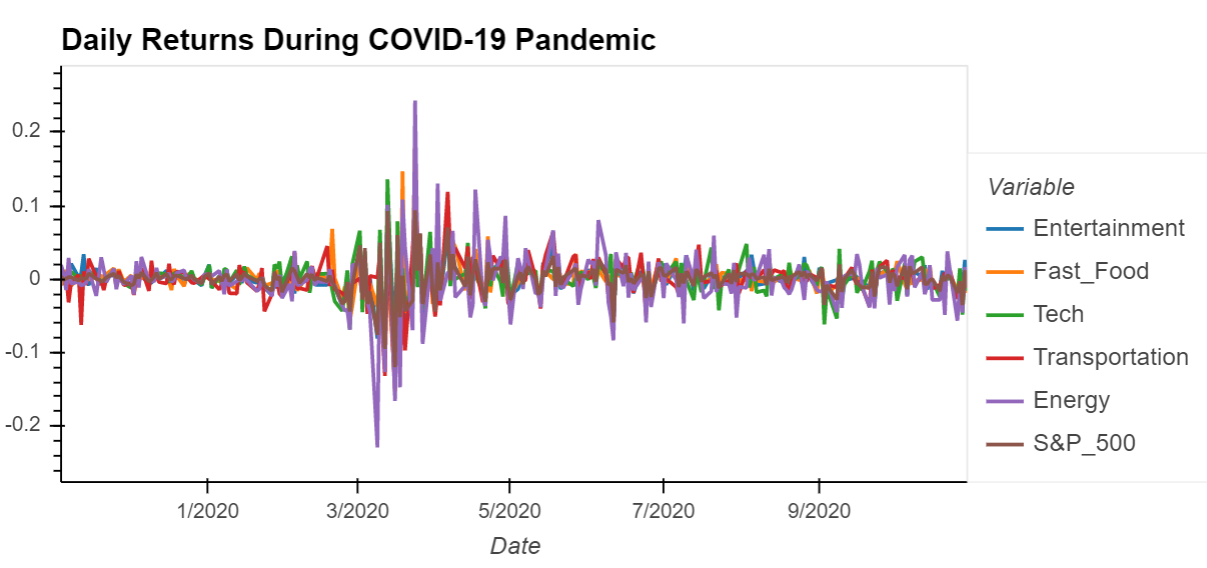 Daily Returns During COVID-19 Pandemic
0.2
0.1
0
-0.1
-0.2
1/2020 3/2020 5/2020 7/2020 9/2020
Date
Variable
Entertainment
Fast_Food
Tech
Transportation
Energy
S&P_500